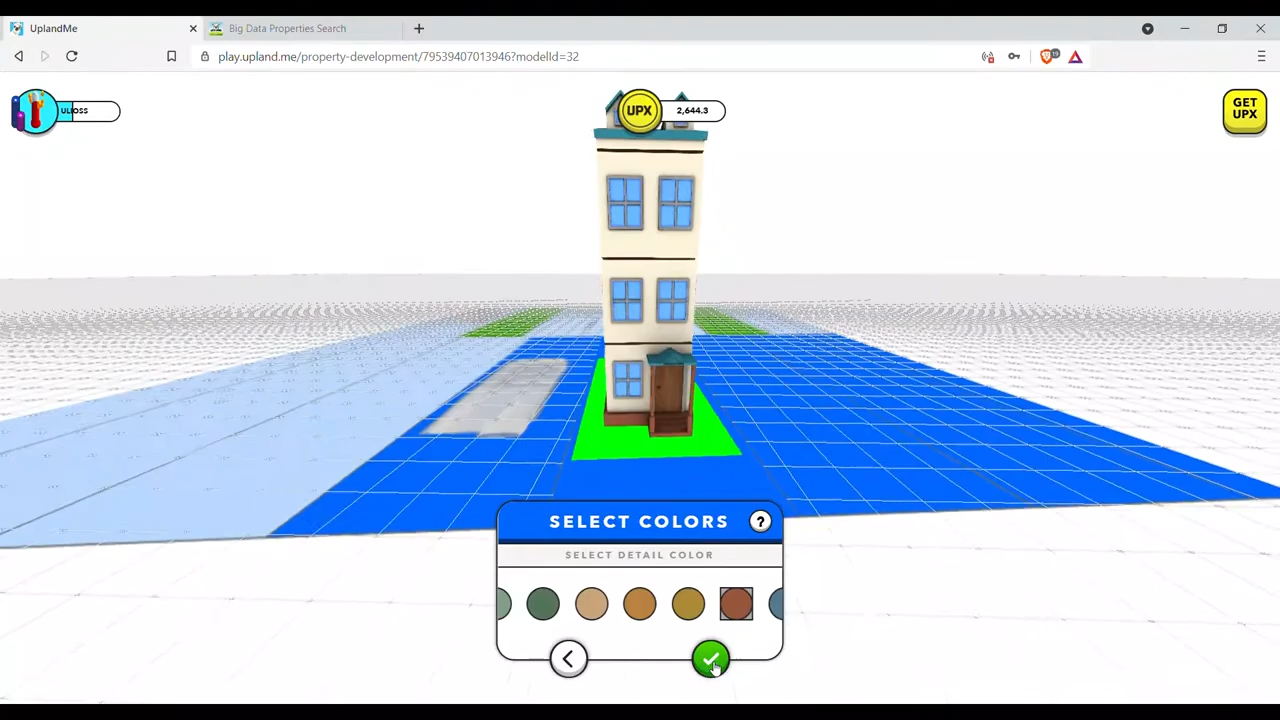 UplandMe
Big Data Properties Search
play.upland.me/property-development/79539407013946?modelId=32
19
UPX
2,644.3
GET
UPX
SELECT COLORS
?
SELECT DETAIL COLOR